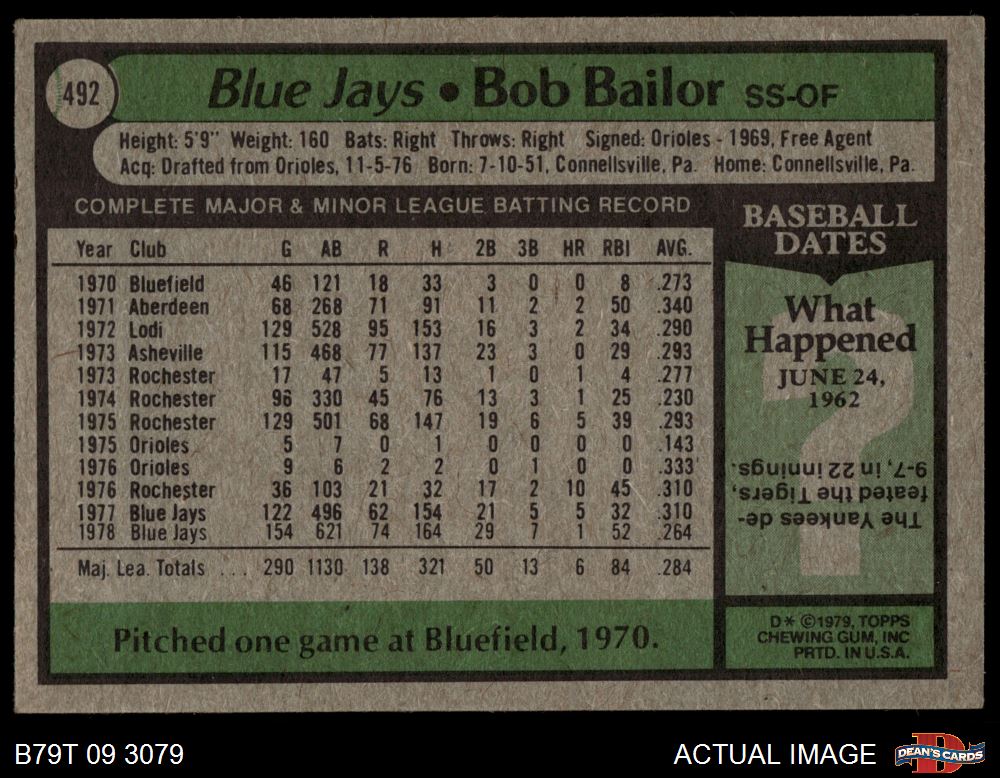 492
Blue Jays • Bob Bailor SS-OF
Height: 5'9" Weight: 160 Bats: Right Throws: Right Signed: Orioles - 1969, Free Agent
Acq: Drafted from Orioles, 11-5-76 Born: 7-10-51, Connellsville, Pa. Home: Connellsville, Pa.
COMPLETE MAJOR & MINOR LEAGUE BATTING RECORD
Year Club G AB R H 2B 3B HR RBI AVG.
1970 Bluefield 46 121 18 33 3 0 0 8 .273
1971 Aberdeen 68 268 71 91 11 2 2 50 .340
1972 Lodi 129 528 95 153 16 3 2 34 .290
1973 Asheville 115 468 77 137 23 3 0 29 .293
1973 Rochester 17 47 5 13 1 0 1 4 .277
1974 Rochester 96 330 45 76 13 3 1 25 .230
1975 Rochester 129 501 68 147 19 6 5 39 .293
1975 Orioles 5 7 0 1 0 0 0 0 .143
1976 Orioles 9 6 2 2 0 1 0 0 .333
1976 Rochester 36 103 21 32 17 2 10 45 .310
1977 Blue Jays 122 496 62 154 21 5 5 32 .310
1978 Blue Jays 154 621 74 164 29 7 1 52 .264
Maj. Lea. Totals ... 290 1130 138 321 50 13 6 84 .284
Pitched one game at Bluefield, 1970.
BASEBALL
DATES
What
Happened
JUNE 24,
1962
?
The Yankees de-
feated the Tigers,
9-7, in 22 innings.
D* ©1979, TOPPS
CHEWING GUM, INC
PRTD. IN U.S.A.
B79T 09 3079
ACTUAL IMAGE
DEAN'S CARDS